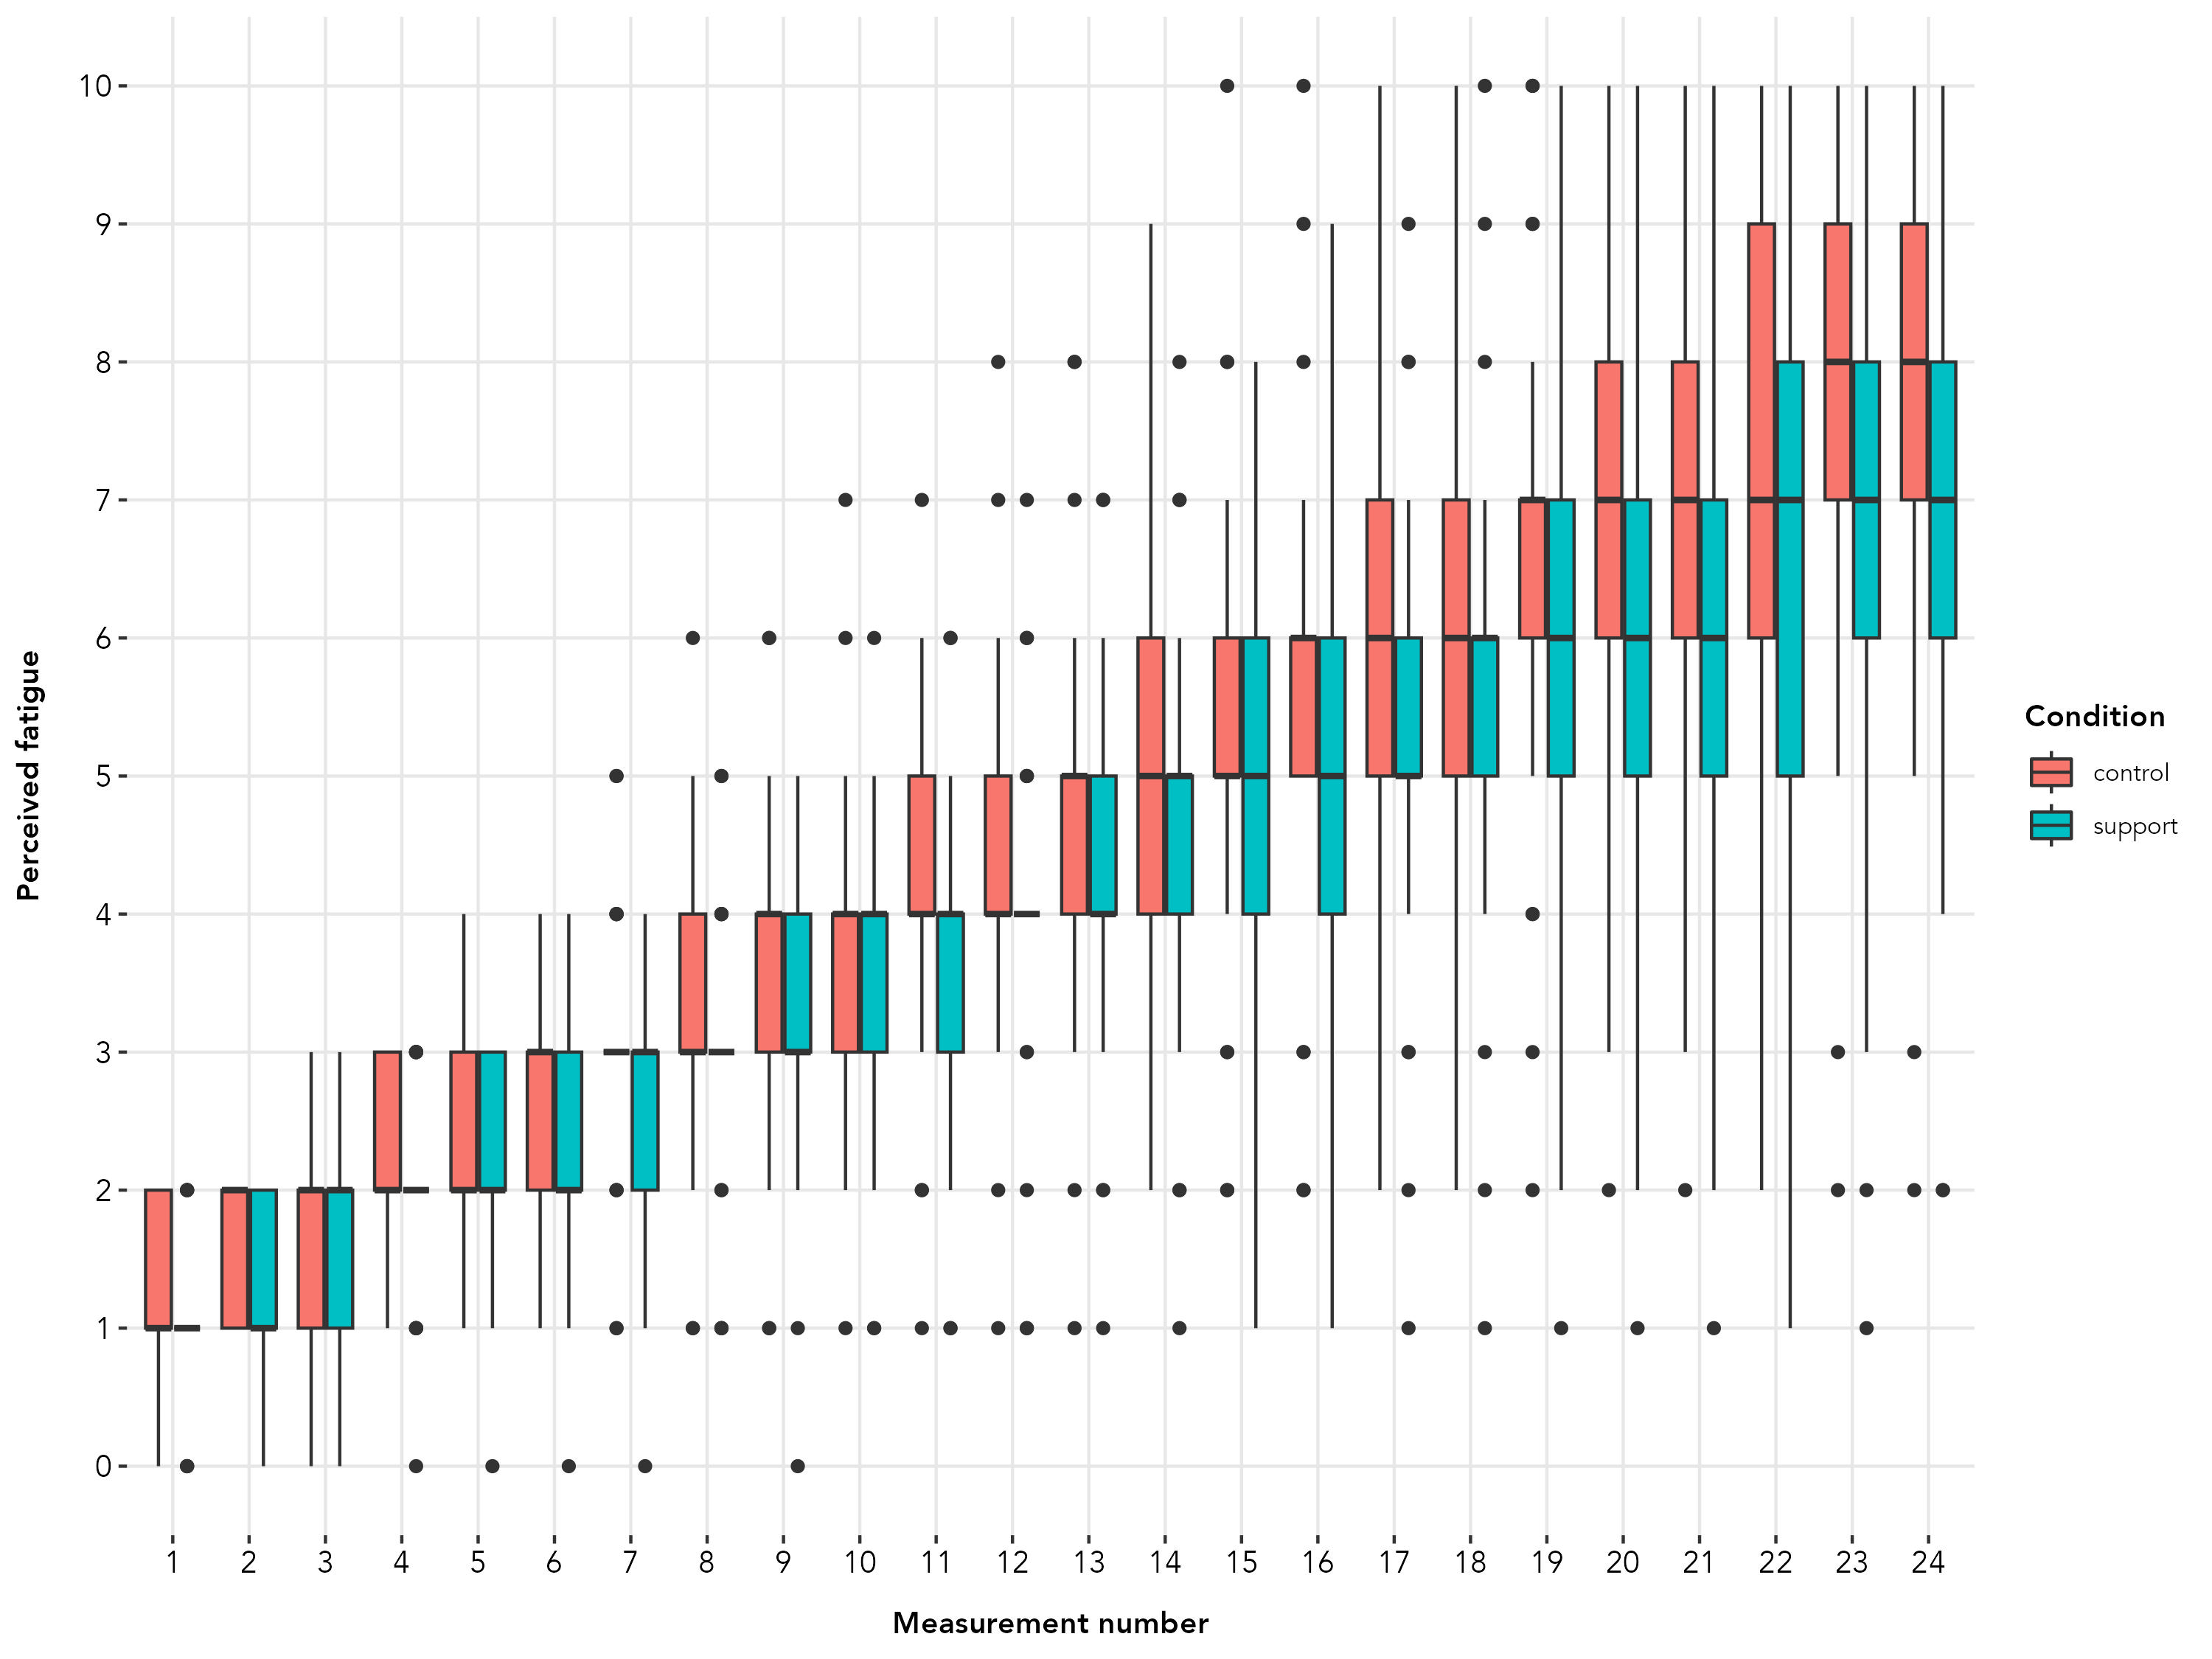 Perceived fatigue
10
9
8
7
6
5
4
3
2
1
0
1 2 3 4 5 6 7 8 9 10 11 12 13 14 15 16 17 18 19 20 21 22 23 24
Measurement number
Condition
control
support